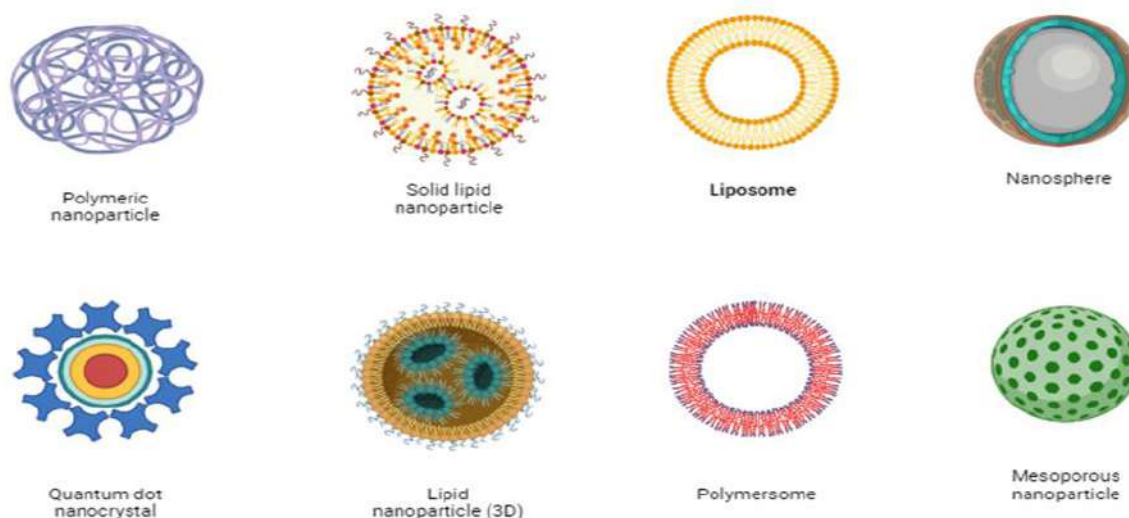 Polymeric
nanoparticle
Solid lipid
nanoparticle
Liposome
Nanosphere
Quantum dot
nanocrystal
Lipid
nanoparticle (3D)
Polymersome
Mesoporous
nanoparticle